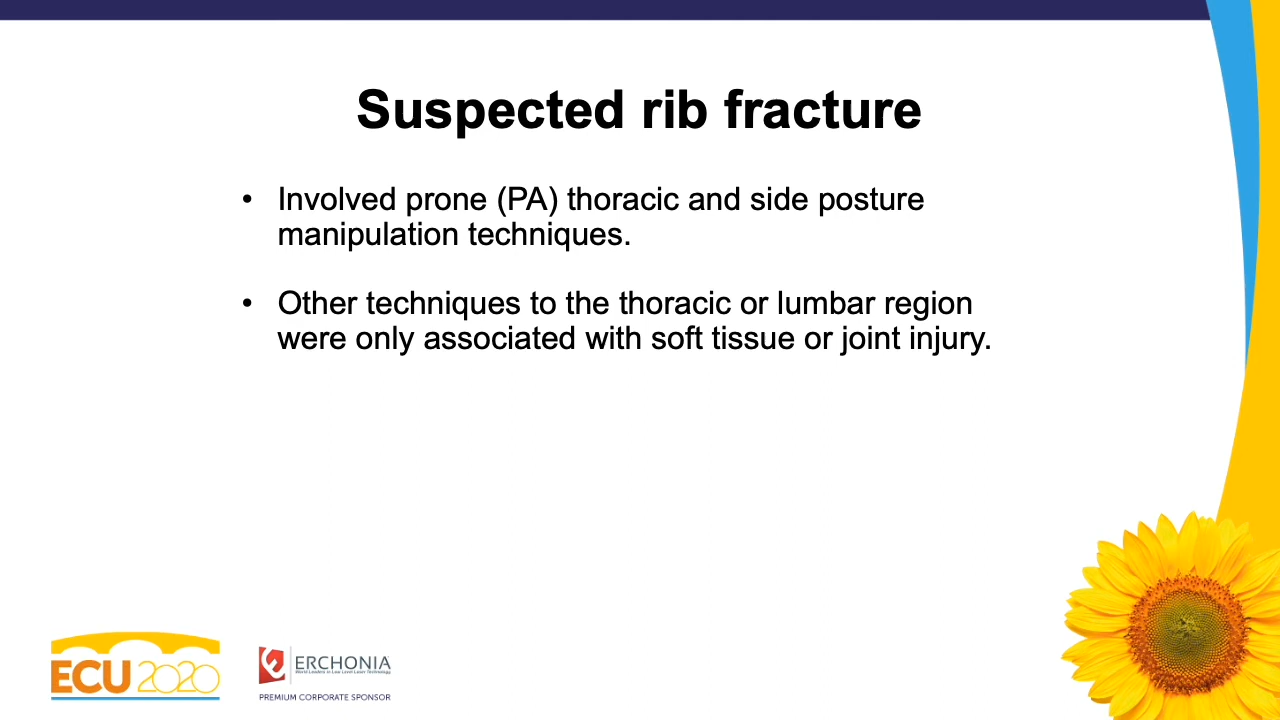 Suspected rib fracture
• Involved prone (PA) thoracic and side posture
manipulation techniques.
• Other techniques to the thoracic or lumbar region
were only associated with soft tissue or joint injury.
ECU2020
ERCHONIA
World Leaders in Low Level Laser Technology
PREMIUM CORPORATE SPONSOR